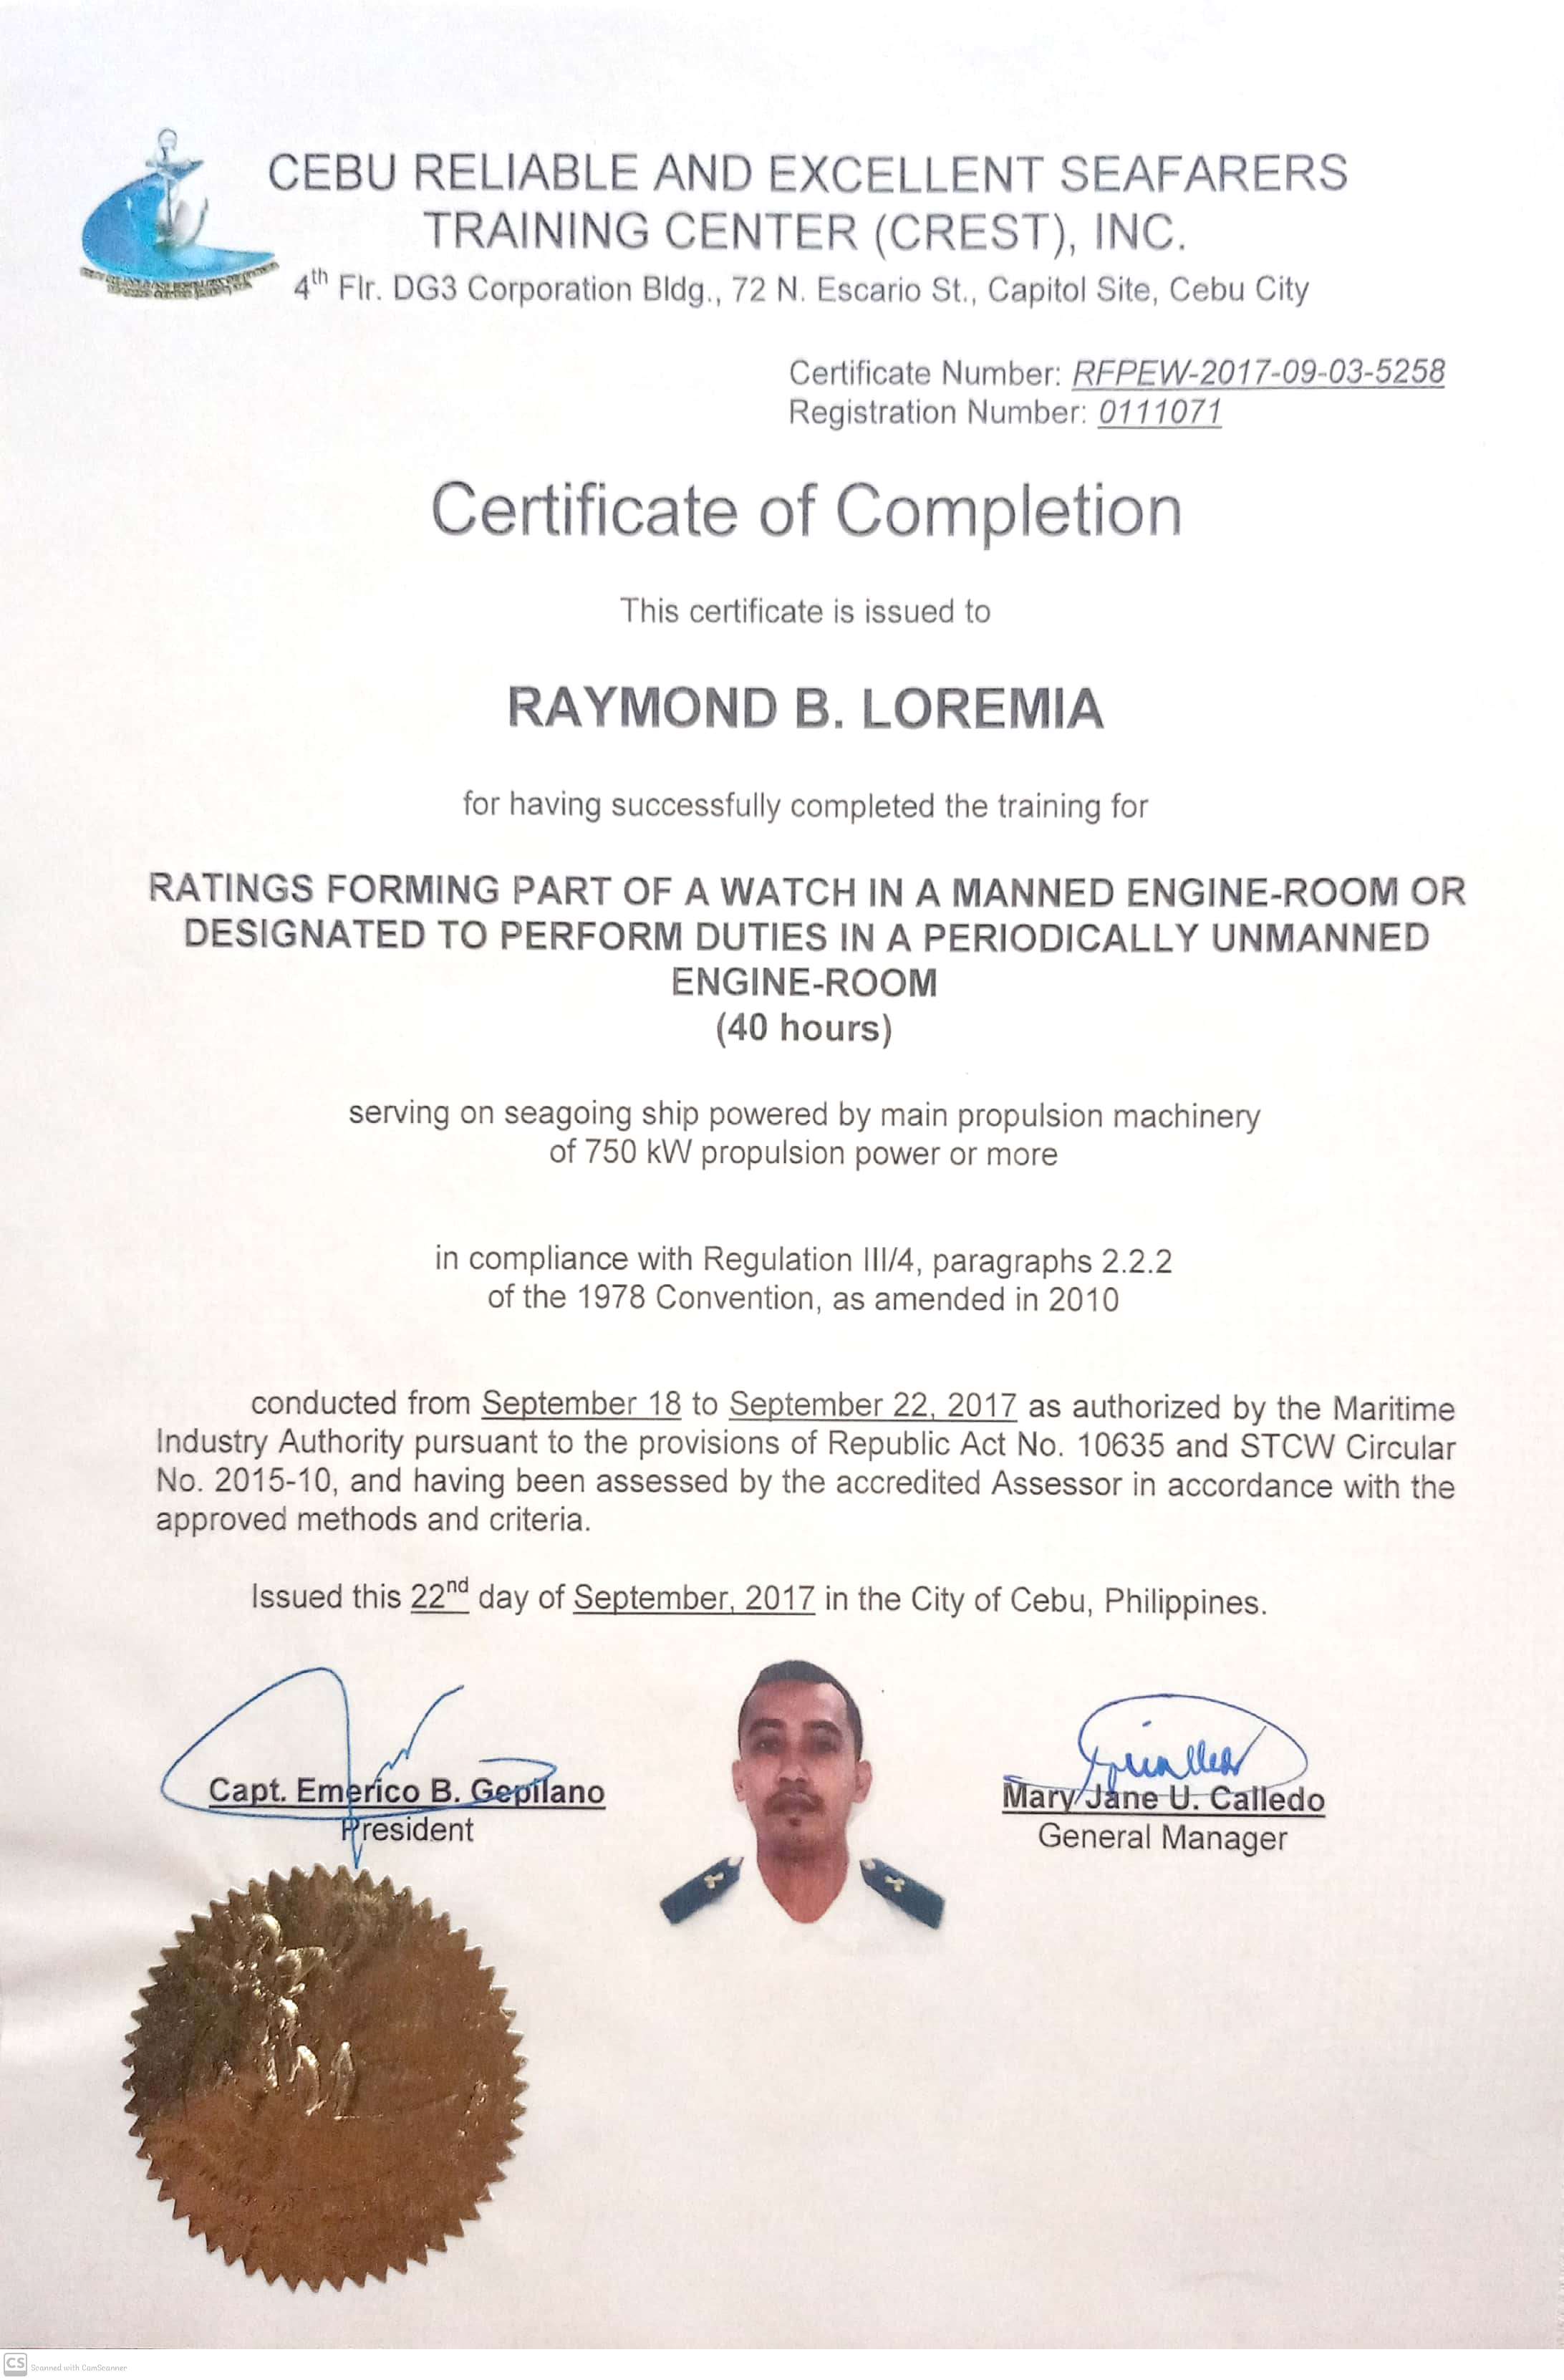 CEBU RELIABLE AND EXCELLENT SEAFARERS
TRAINING CENTER (CREST), INC.
4th Flr. DG3 Corporation Bldg., 72 N. Escario St., Capitol Site, Cebu City
Certificate Number: RFPEW-2017-09-03-5258
Registration Number: 0111071
Certificate of Completion
This certificate is issued to
RAYMOND B. LOREMIA
for having successfully completed the training for
RATINGS FORMING PART OF A WATCH IN A MANNED ENGINE-ROOM OR
DESIGNATED TO PERFORM DUTIES IN A PERIODICALLY UNMANNED
ENGINE-ROOM
(40 hours)
serving on seagoing ship powered by main propulsion machinery
of 750 kW propulsion power or more
in compliance with Regulation III/4, paragraphs 2.2.2
of the 1978 Convention, as amended in 2010
conducted from September 18 to September 22, 2017 as authorized by the Maritime
Industry Authority pursuant to the provisions of Republic Act No. 10635 and STCW Circular
No. 2015-10, and having been assessed by the accredited Assessor in accordance with the
approved methods and criteria.
Issued this 22nd day of September, 2017 in the City of Cebu, Philippines.
Capt. Emerico B. Gepilano
President
Mary Jane U. Calledo
General Manager
CS Scanned with CamScanner